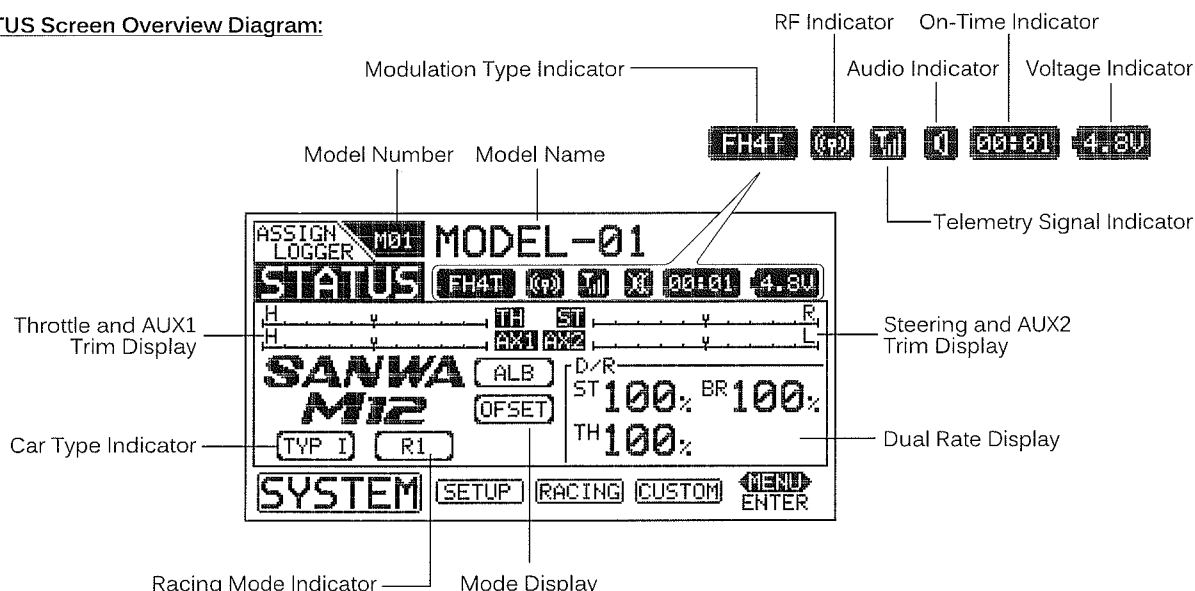 TUS Screen Overview Diagram:
RF Indicator On-Time Indicator
Modulation Type Indicator Audio Indicator Voltage Indicator
FH4T 00:01 4.8V
Model Number Model Name
Telemetry Signal Indicator
ASSIGN LOGGER M01 MODEL-01
STATUS FH4T 00:01 4.8V
H TH ST R
H AX1 AX2 L
Throttle and AUX1 Trim Display
Steering and AUX2 Trim Display
SANWA ALB D/R
M12 OFSET ST100% BR100%
TH100%
Car Type Indicator TYP I R1 Dual Rate Display
SYSTEM SETUP RACING CUSTOM MENU
ENTER
Racing Mode Indicator Mode Display